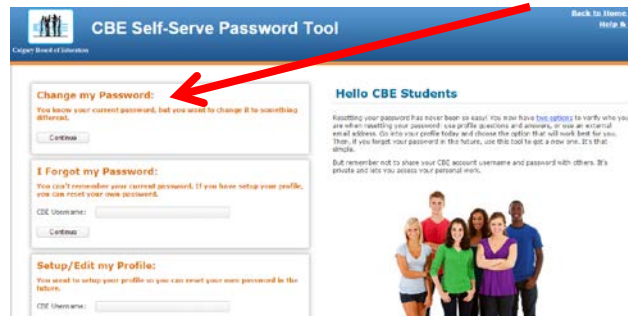 CBE Self-Serve Password Tool
Back to Home
Help &
Calgary Board of Education
Change my Password:
You know your current password, but you want to change it to something
different.
Continue
I Forgot my Password:
You can't remember your current password. If you have setup your profile,
you can reset your own password.
CBE Username:
Continue
Setup/Edit my Profile:
You want to setup your profile so you can reset your own password in the
future.
CBE Username:
Hello CBE Students
Resetting your password has never been so easy! You now have two options to verify who you
are when resetting your password: use profile questions and answers, or use an external
email address. Go into your profile today and choose the option that will work best for you.
Then, if you forget your password in the future, use this tool to get a new one. It's that
simple.
But remember not to share your CBE account username and password with others. It's
private and lets you access your personal work.